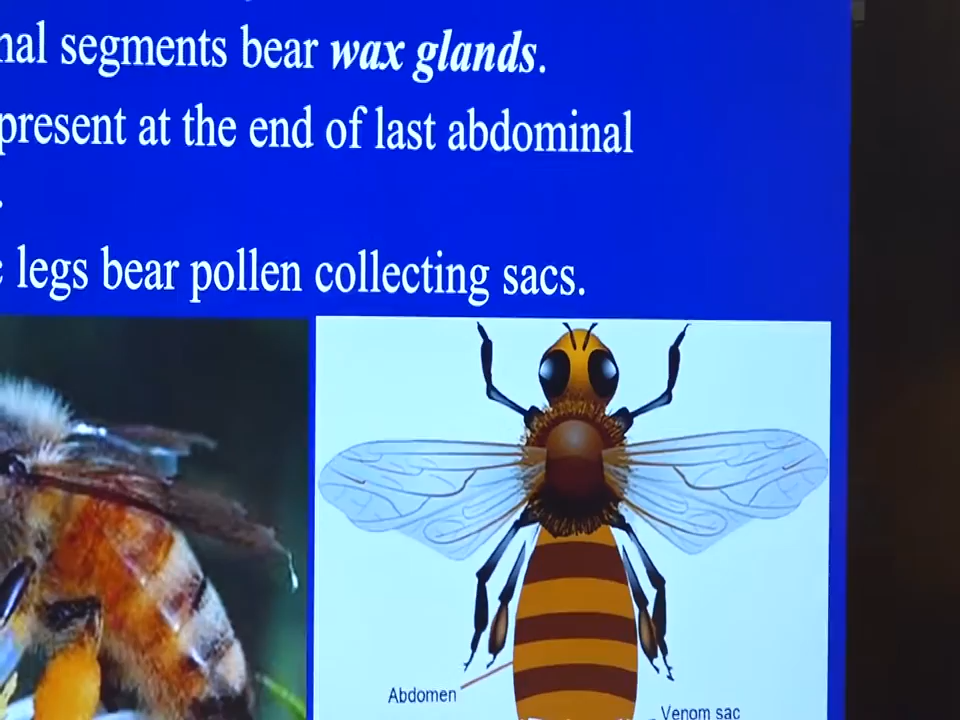 segments bear wax glands.
present at the end of last abdominal
.
legs bear pollen collecting sacs.
Abdomen
Venom sac